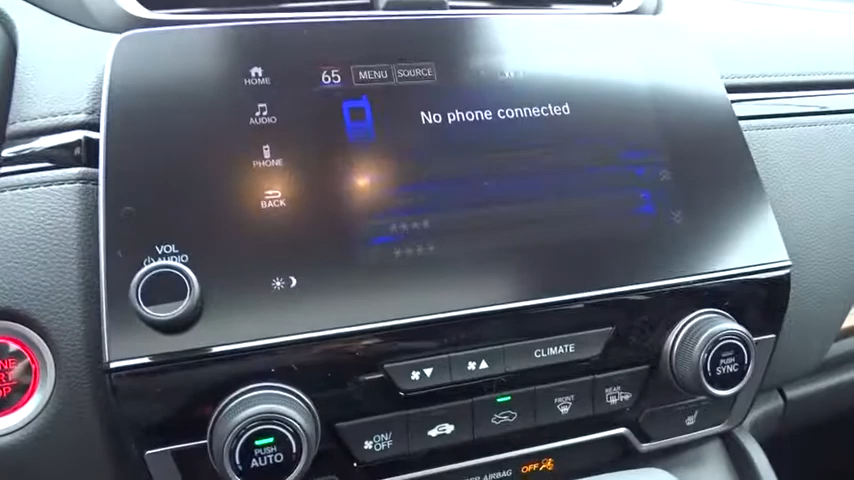 HOME
65 MENU SOURCE
AUDIO
No phone connected
PHONE
BACK
VOL
AUDIO
CLIMATE
PUSH
SYNC
FRONT
REAR
ON/
OFF
PUSH
AUTO
AIRBAG OFF